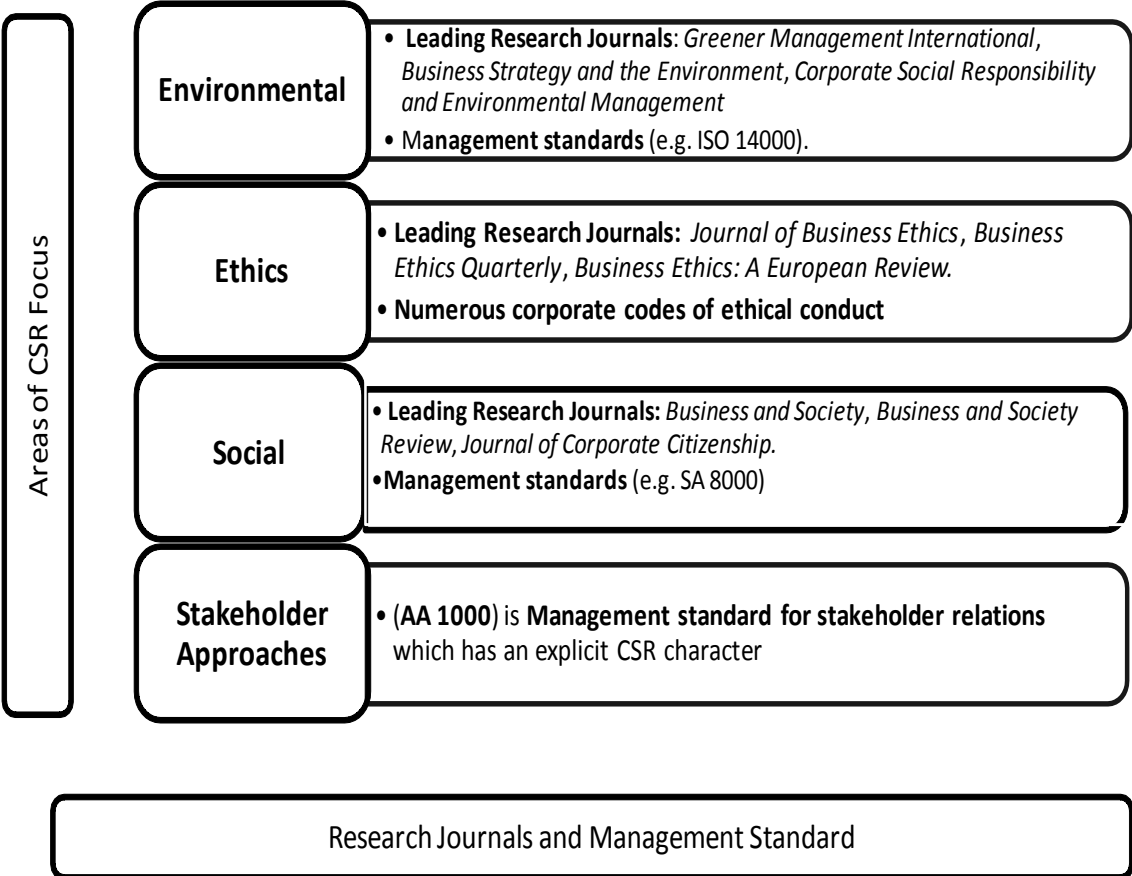 Areas of CSR Focus
Environmental
• Leading Research Journals: Greener Management International,
Business Strategy and the Environment, Corporate Social Responsibility
and Environmental Management
• Management standards (e.g. ISO 14000).
Ethics
• Leading Research Journals: Journal of Business Ethics, Business
Ethics Quarterly, Business Ethics: A European Review.
• Numerous corporate codes of ethical conduct
Social
• Leading Research Journals: Business and Society, Business and Society
Review, Journal of Corporate Citizenship.
•Management standards (e.g. SA 8000)
Stakeholder
Approaches
• (AA 1000) is Management standard for stakeholder relations
which has an explicit CSR character
Research Journals and Management Standard